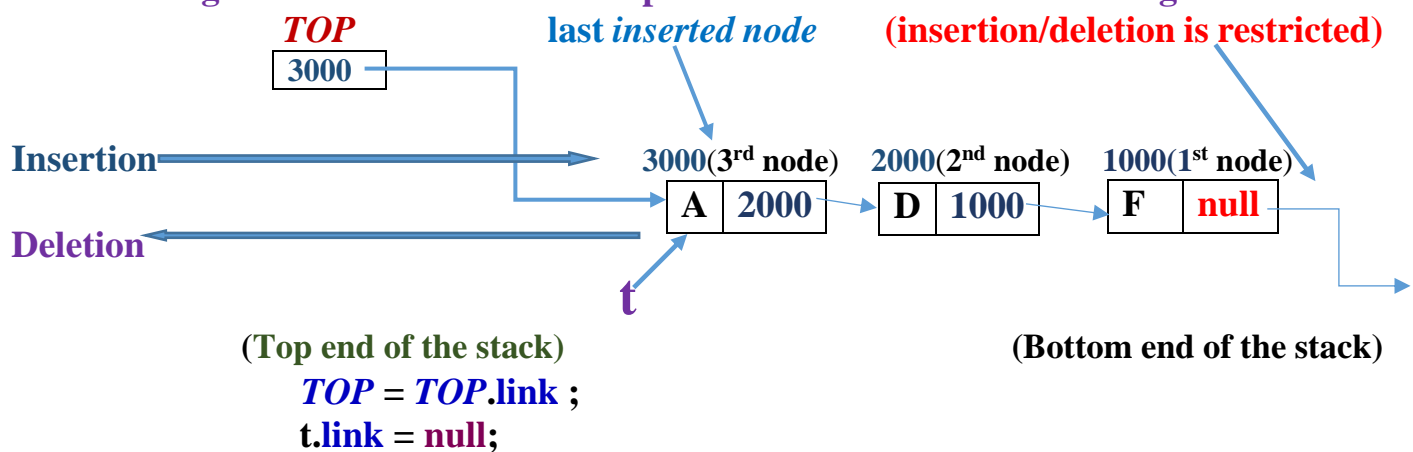 TOP last inserted node (insertion/deletion is restricted)
3000
Insertion 3000(3rd node) 2000(2nd node) 1000(1st node)
A 2000 D 1000 F null
Deletion
t
(Top end of the stack) (Bottom end of the stack)
TOP = TOP.link ;
t.link = null;